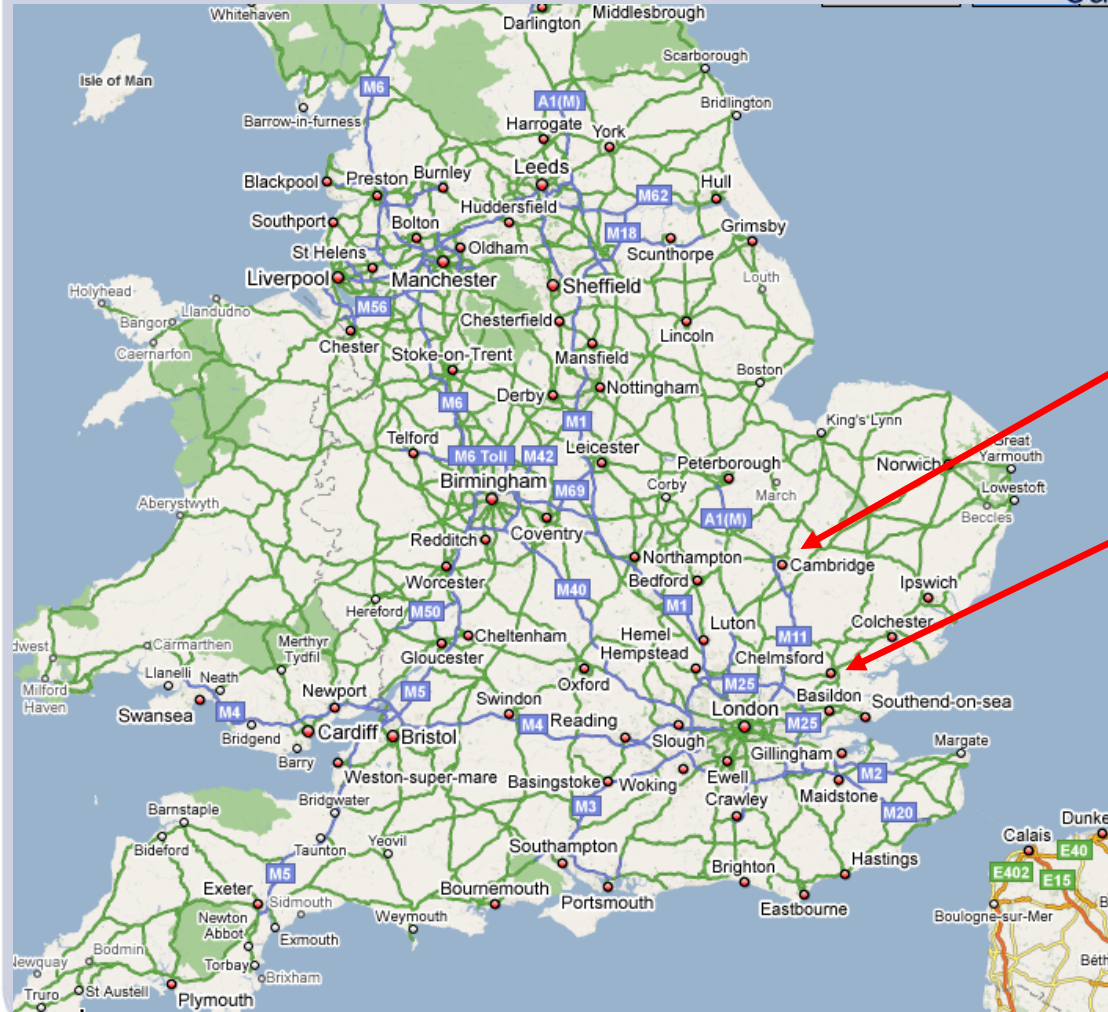 Whitehaven
Darlington
Middlesbrough
Isle of Man
M6
Scarborough
A1(M)
Bridlington
Barrow-in-furness
Harrogate
York
Blackpool
Preston
Burnley
Leeds
M62
Hull
Southport
Bolton
Huddersfield
M18
Grimsby
St Helens
Oldham
Scunthorpe
Liverpool
Manchester
Sheffield
Louth
Holyhead
Llandudno
Bangor
M56
Chesterfield
Lincoln
Caernarfon
Chester
Stoke-on-Trent
Mansfield
Boston
Derby
Nottingham
M6
M1
King's Lynn
Telford
M6 Toll
M42
Leicester
Peterborough
Norwich
Great
Yarmouth
Birmingham
M69
Corby
March
Lowestoft
Aberystwyth
A1(M)
Beccles
Redditch
Coventry
Northampton
Cambridge
Worcester
Bedford
Ipswich
Hereford
M50
M40
M1
Luton
Colchester
Carmarthen
Merthyr
Tydfil
Cheltenham
Hemel
Hempstead
M11
dwest
Gloucester
Chelmsford
Llanelli
Neath
Milford
Haven
Newport
M5
Oxford
M25
Basildon
Southend-on-sea
Swansea
M4
Swindon
M4
Reading
London
M25
Bridgend
Cardiff
Bristol
Slough
Gillingham
Margate
Barry
Weston-super-mare
Basingstoke
Woking
Ewell
M2
Maidstone
Barnstaple
Bridgwater
M3
Crawley
M20
Bideford
Taunton
Yeovil
Southampton
Dunke
Calais
E40
Exeter
M5
Bournemouth
Portsmouth
Brighton
Hastings
E402
E15
Sidmouth
Newton
Abbot
Weymouth
Eastbourne
Boulogne-sur-Mer
Exmouth
Newquay
Bodmin
Torbay
Brixham
Béth
Truro
St Austell
Plymouth